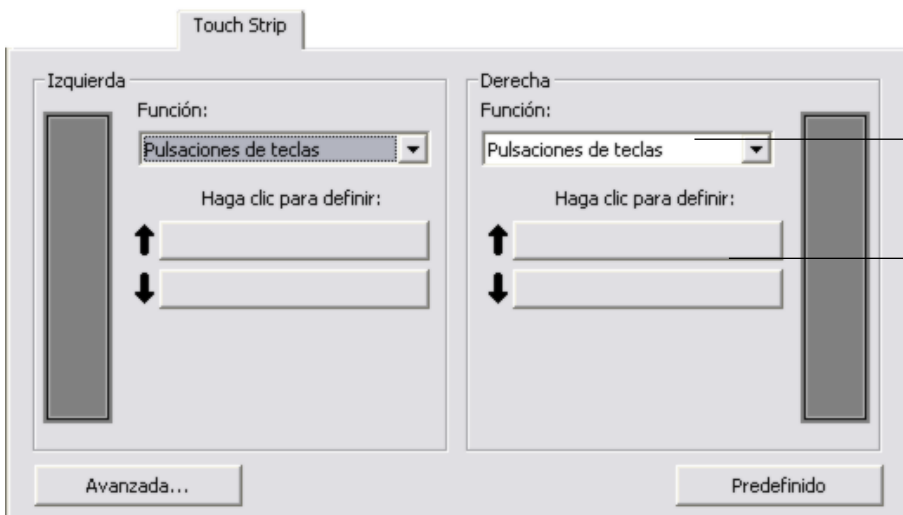 Touch Strip
Izquierda
Función:
Pulsaciones de teclas
Haga clic para definir:
Derecha
Función:
Pulsaciones de teclas
Haga clic para definir:
Avanzada...
Predefinido